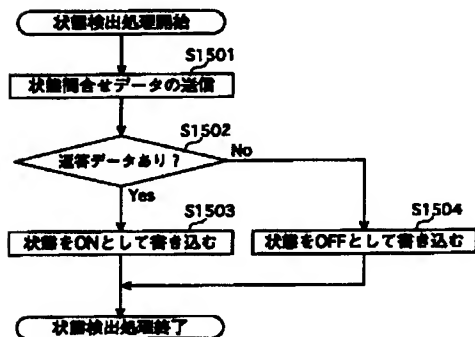 状態検出処理開始
S1501
状態問合せデータの送信
S1502
返答データあり？
No
Yes
S1503
状態をONとして書き込む
S1504
状態をOFFとして書き込む
状態検出処理終了